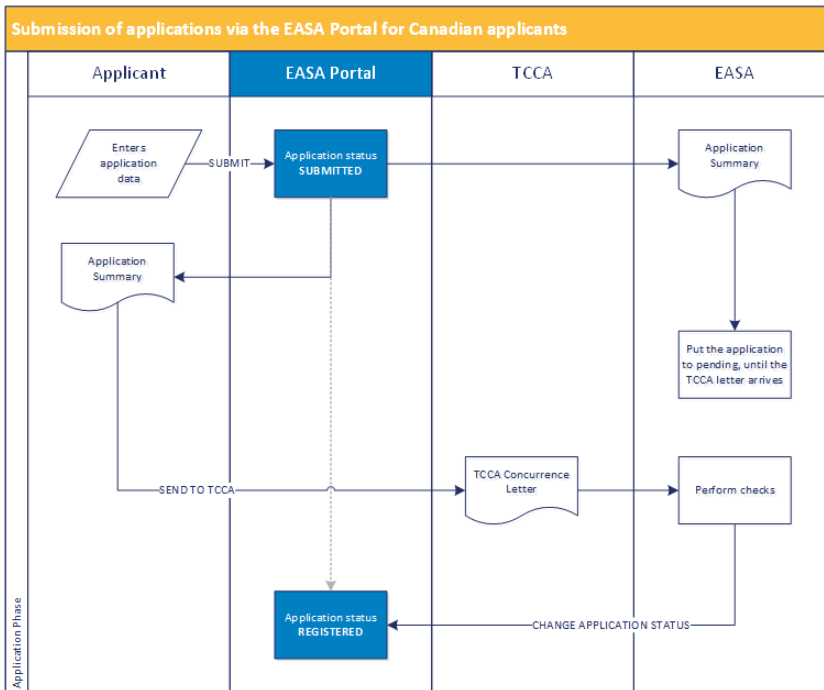 Submission of applications via the EASA Portal for Canadian applicants
Applicant
EASA Portal
TCCA
EASA
Enters
application
data
SUBMIT
Application status
SUBMITTED
Application
Summary
Application
Summary
Put the application
to pending, until the
TCCA letter arrives
SEND TO TCCA
TCCA Concurrence
Letter
Perform checks
Application status
REGISTERED
CHANGE APPLICATION STATUS
Application Phase